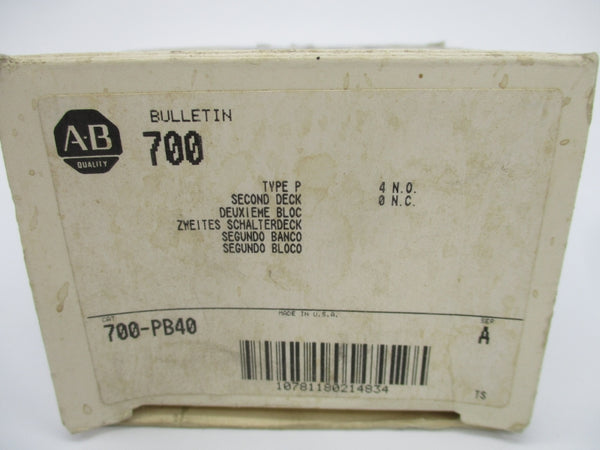 A-B
QUALITY
BULLETIN
700
TYPE P 4 N.O.
SECOND DECK 0 N.C.
DEUXIEME BLOC
ZWEITES SCHALTERDECK
SEGUNDO BANCO
SEGUNDO BLOCO
CAT. MADE IN U.S.A. SER.
700-PB40 A
10781180214834
TS